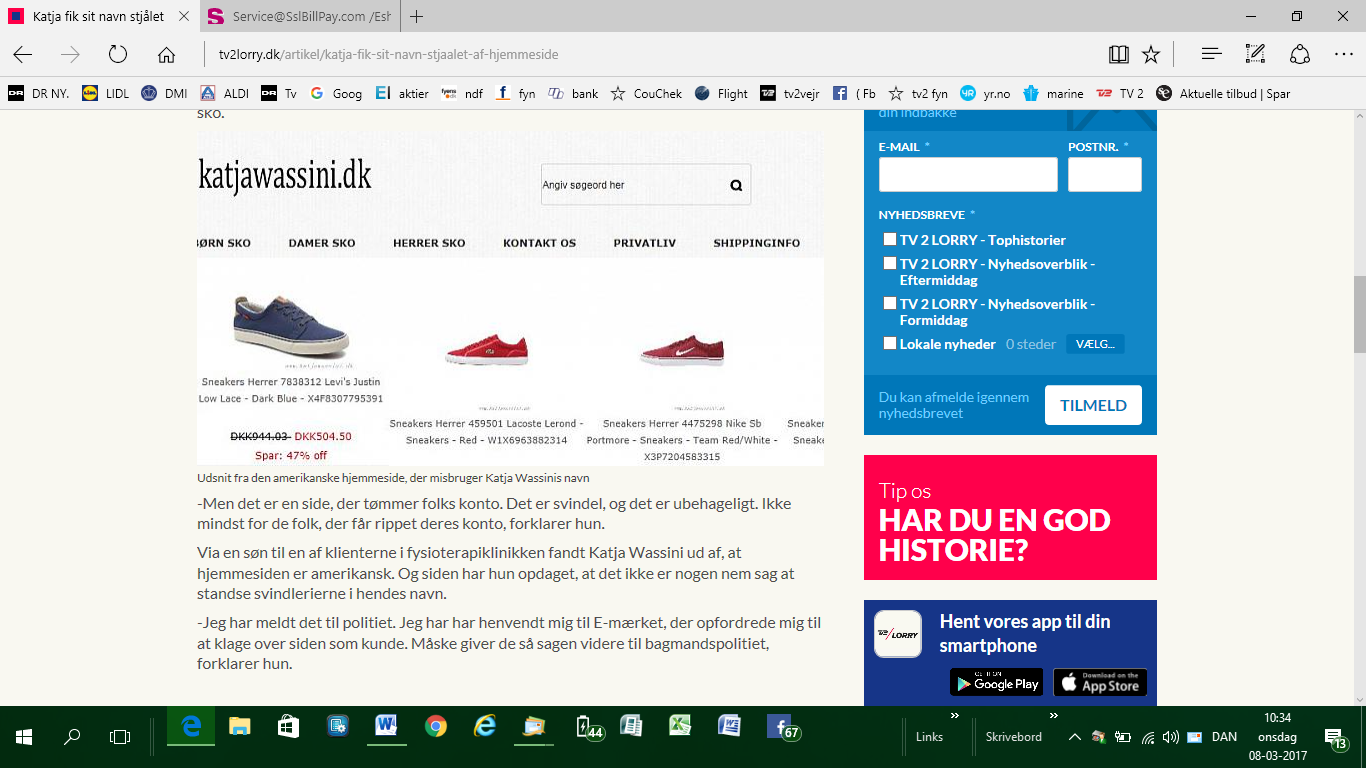 Katja fik sit navn stjålet
Service@SslBillPay.com /Esh
tv2lorry.dk/artikel/katja-fik-sit-navn-stjaalet-af-hjemmeside
DR NY. LIDL DMI ALDI Tv Goog aktier ndf fyn bank CouChek Flight tv2vejr ( Fb tv2 fyn yr.no marine TV 2 Aktuelle tilbud | Spar
sko.
katjawassini.dk
Angiv søgeord her
BØRN SKO DAMER SKO HERRER SKO KONTAKT OS PRIVATLIV SHIPPINGINFO
Sneakers Herrer 7838312 Levi's Justin
Low Lace - Dark Blue - X4F8307795391
DKK944.03 DKK504.50
Spar: 47% off
Sneakers Herrer 459501 Lacoste Lerond -
Sneakers - Red - W1X6963882314
Sneakers Herrer 4475298 Nike Sb
Portmore - Sneakers - Team Red/White -
X3P7204583315
Udsnit fra den amerikanske hjemmeside, der misbruger Katja Wassinis navn
-Men det er en side, der tømmer folks konto. Det er svindel, og det er ubehageligt. Ikke
mindst for de folk, der får rippet deres konto, forklarer hun.
Via en søn til en af klienterne i fysioterapiklinikken fandt Katja Wassini ud af, at
hjemmesiden er amerikansk. Og siden har hun opdaget, at det ikke er nogen nem sag at
standse svindlerierne i hendes navn.
-Jeg har meldt det til politiet. Jeg har har henvendt mig til E-mærket, der opfordrede mig til
at klage over siden som kunde. Måske giver de så sagen videre til bagmandspolitiet,
forklarer hun.
din indbakke
E-MAIL * POSTNR. *
NYHEDSBREVE *
TV 2 LORRY - Tophistorier
TV 2 LORRY - Nyhedsoverblik -
Eftermiddag
TV 2 LORRY - Nyhedsoverblik -
Formiddag
Lokale nyheder 0 steder VÆLG...
Du kan afmelde igennem
nyhedsbrevet
TILMELD
Tip os
HAR DU EN GOD
HISTORIE?
TV2/LORRY
Hent vores app til din
smartphone
GET IT ON
Google Play
Download on the
App Store
44
67
Links
Skrivebord
DAN
10:34
onsdag
08-03-2017
13